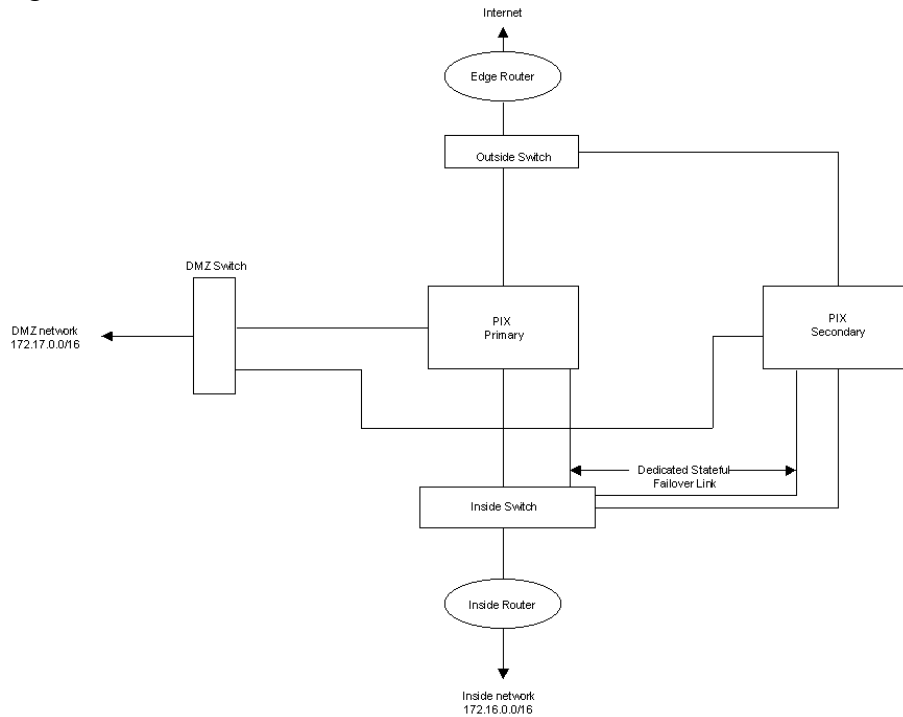 Internet
Edge Router
Outside Switch
DMZ Switch
DMZ network
172.17.0.0/16
PIX
Primary
PIX
Secondary
Dedicated Stateful
Failover Link
Inside Switch
Inside Router
Inside network
172.16.0.0/16